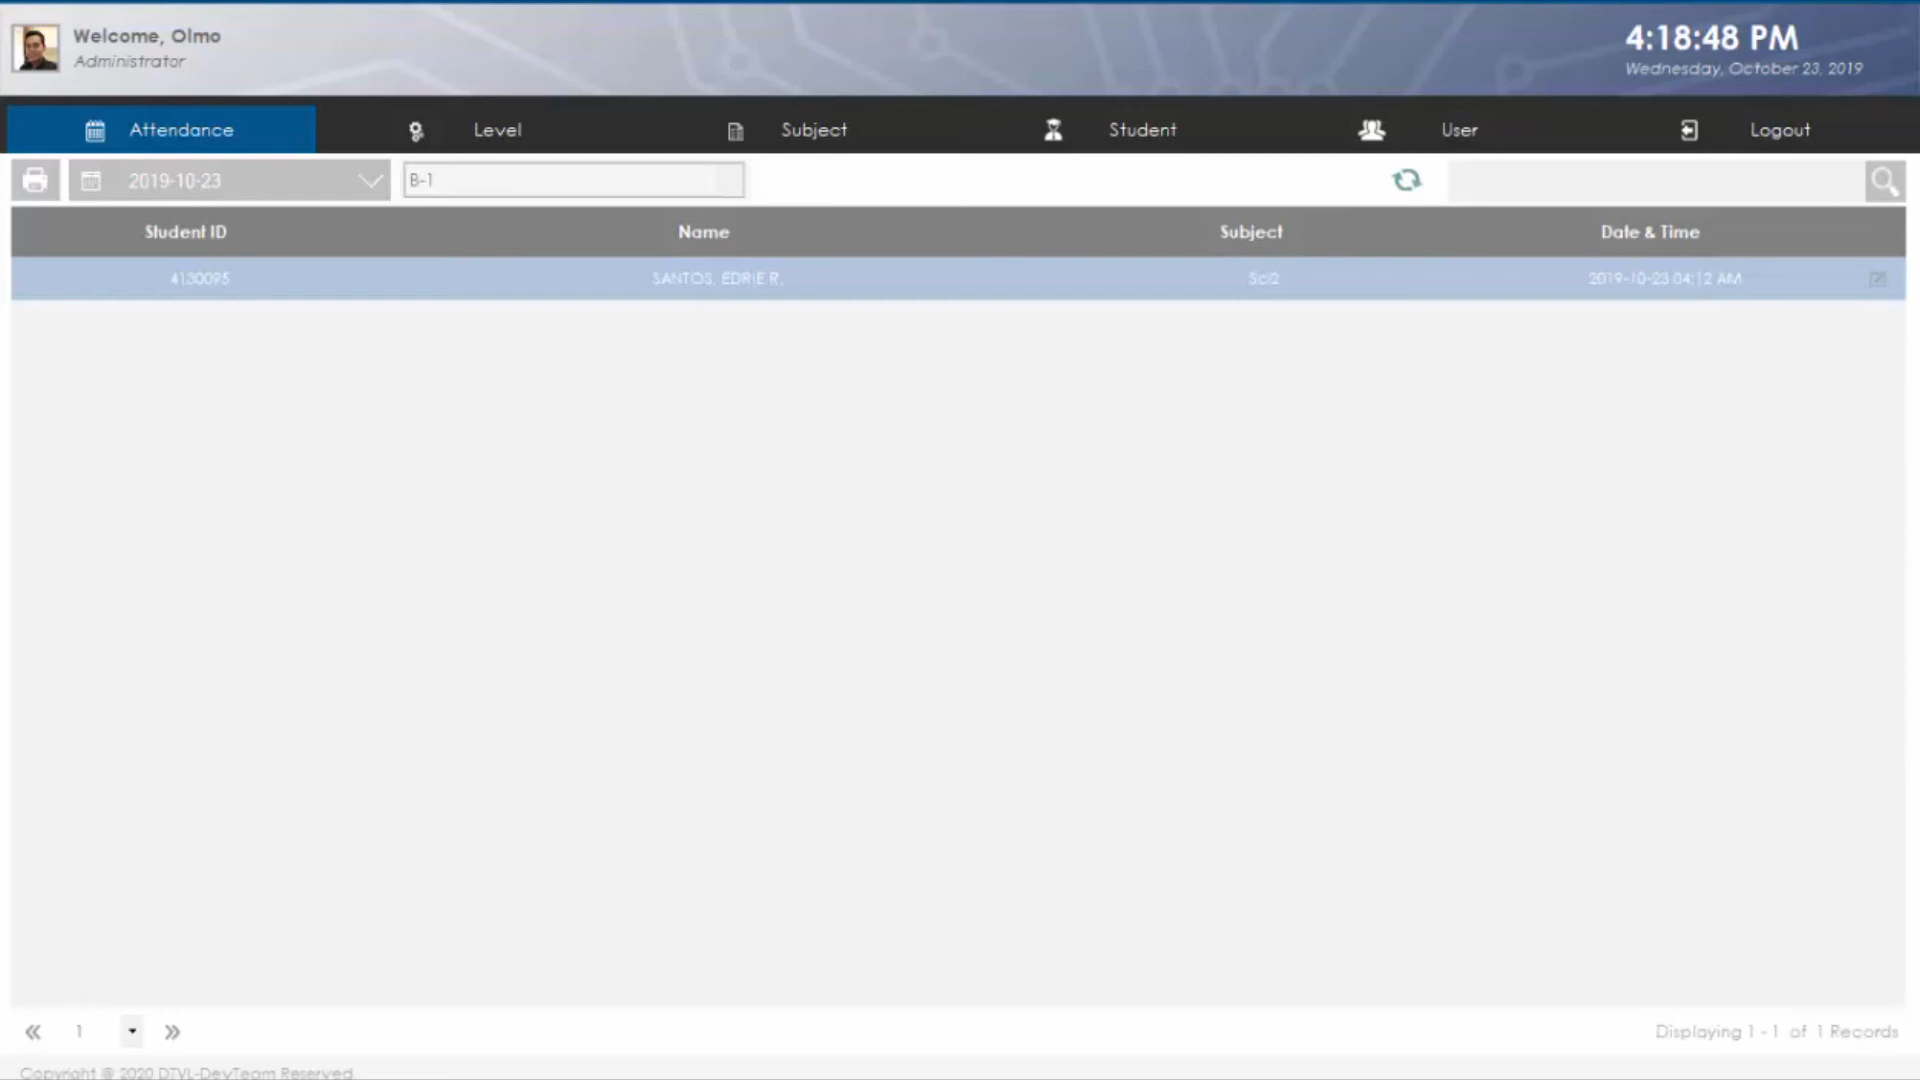 Welcome, Olmo
Administrator
4:18:48 PM
Wednesday, October 23, 2019
Attendance Level Subject Student User Logout
2019-10-23 B-1
Student ID Name Subject Date & Time
4130095 SANTOS, EDRIE R. Sci2 2019-10-23 04:12 AM
1
Displaying 1 - 1 of 1 Records
Copyright @ 2020 DTVL-DevTeam Reserved